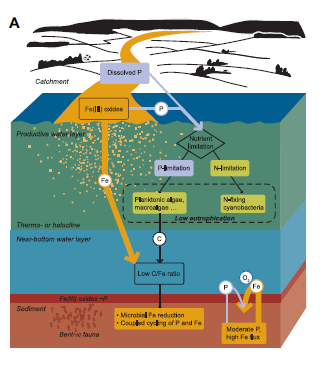 A
Dissolved P
Catchment
Fe(III) oxides
P
Productive water layer
Nutrient
limitation
P-limitation
N-limitation
Fe
Planktonic algae,
macroalgae ...
N-fixing
cyanobacteria
Low eutrophication
Thermo- or halocline
Near-bottom water layer
C
Low C/Fe ratio
O2
P
Fe
Fe(III) oxides ~P
Sediment
• Microbial Fe reduction
• Coupled cycling of P and Fe
Moderate P,
high Fe flux
Benthic fauna